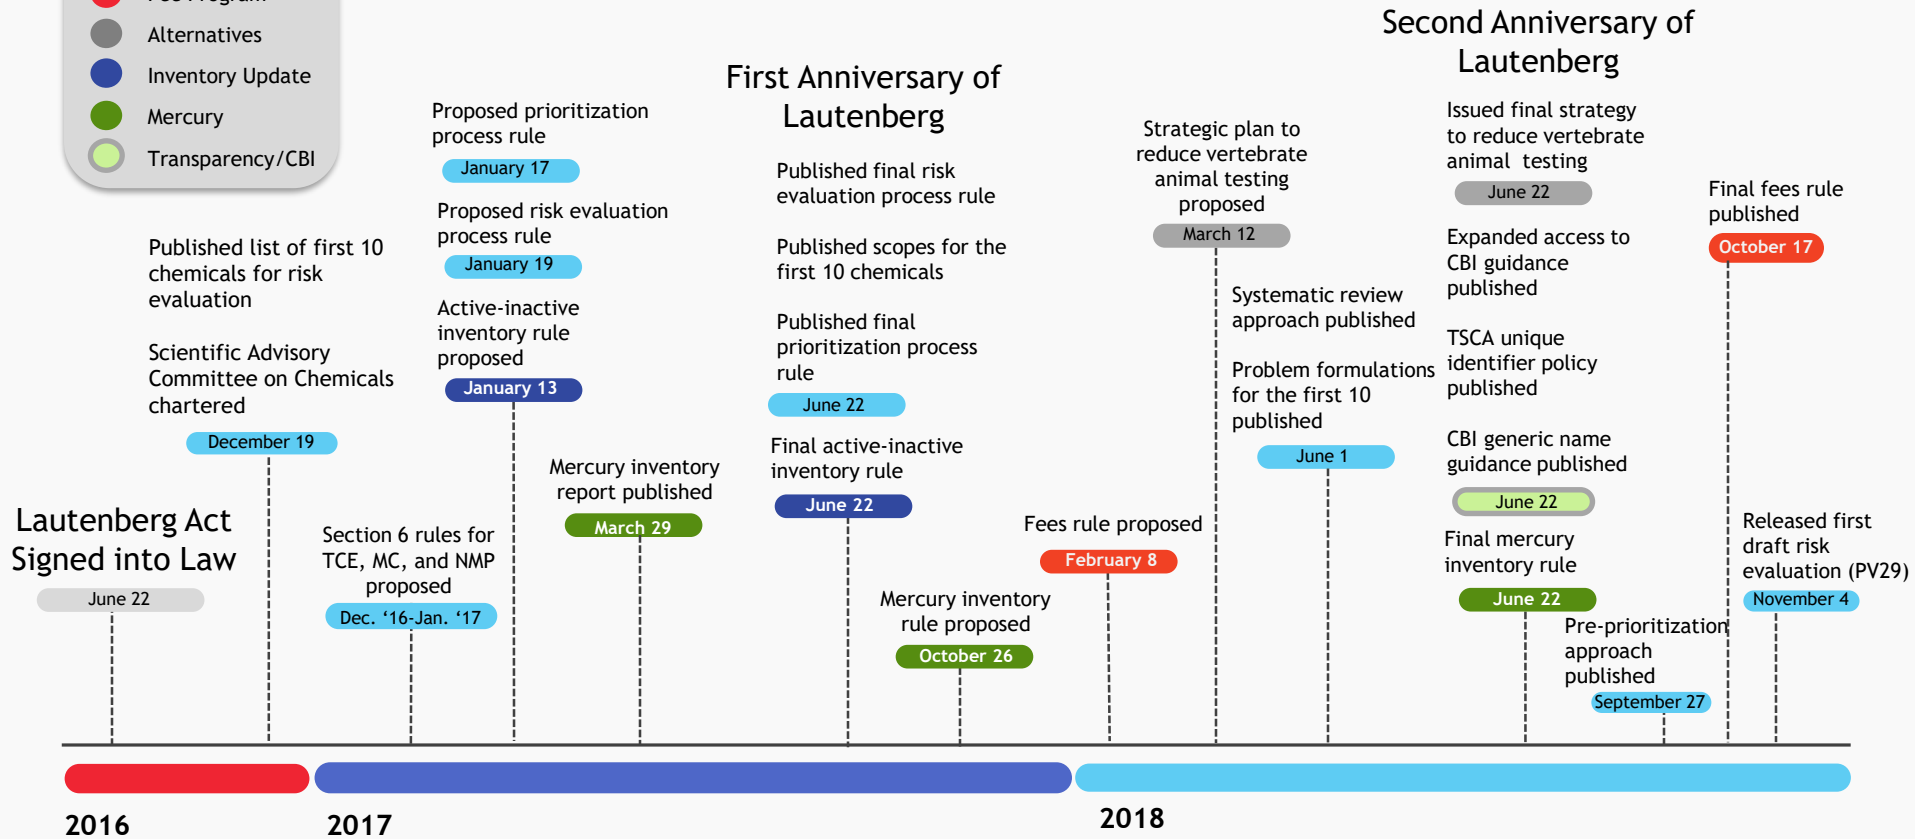 Alternatives
Inventory Update
Mercury
Transparency/CBI
Lautenberg Act
Signed into Law
June 22
Published list of first 10
chemicals for risk
evaluation
Scientific Advisory
Committee on Chemicals
chartered
December 19
Section 6 rules for
TCE, MC, and NMP
proposed
Dec. ‘16-Jan. ‘17
Proposed prioritization
process rule
January 17
Proposed risk evaluation
process rule
January 19
Active-inactive
inventory rule
proposed
January 13
Mercury inventory
report published
March 29
First Anniversary of
Lautenberg
Published final risk
evaluation process rule
Published scopes for the
first 10 chemicals
Published final
prioritization process
rule
June 22
Final active-inactive
inventory rule
June 22
Mercury inventory
rule proposed
October 26
Fees rule proposed
February 8
Strategic plan to
reduce vertebrate
animal testing
proposed
March 12
Systematic review
approach published
Problem formulations
for the first 10
published
June 1
Second Anniversary of
Lautenberg
Issued final strategy
to reduce vertebrate
animal testing
June 22
Expanded access to
CBI guidance
published
TSCA unique
identifier policy
published
CBI generic name
guidance published
June 22
Final mercury
inventory rule
June 22
Pre-prioritization
approach
published
September 27
Final fees rule
published
October 17
Released first
draft risk
evaluation (PV29)
November 4
2016
2017
2018